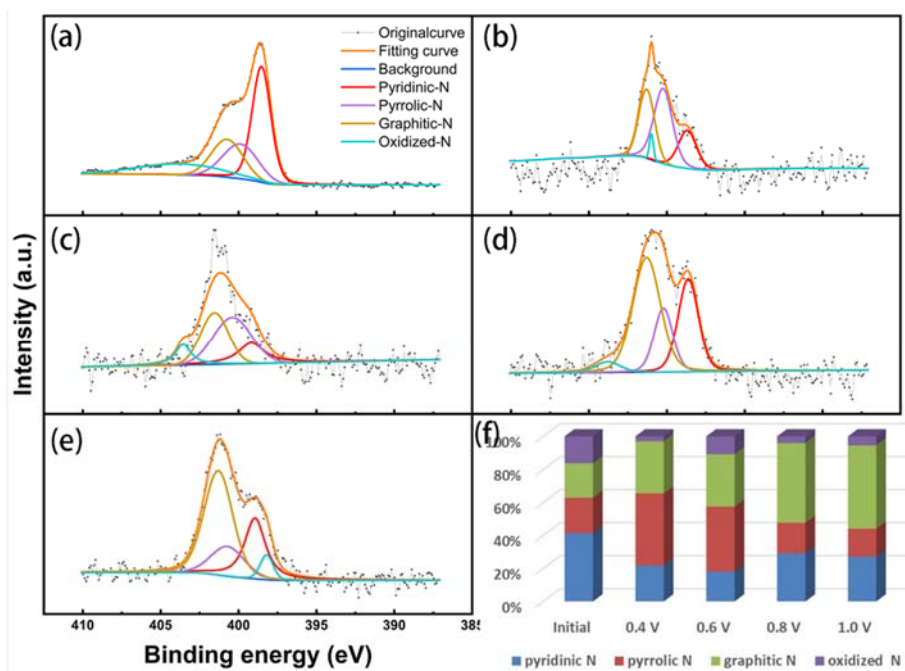 (a)
Originalcurve
Fitting curve
Background
Pyridinic-N
Pyrrolic-N
Graphitic-N
Oxidized-N
(b)
(c)
(d)
(e)
(f)
Intensity (a.u.)
410 405 400 395 390 385
Binding energy (eV)
100%
80%
60%
40%
20%
0%
Initial 0.4 V 0.6 V 0.8 V 1.0 V
pyridinic N pyrrolic N graphitic N oxidized N